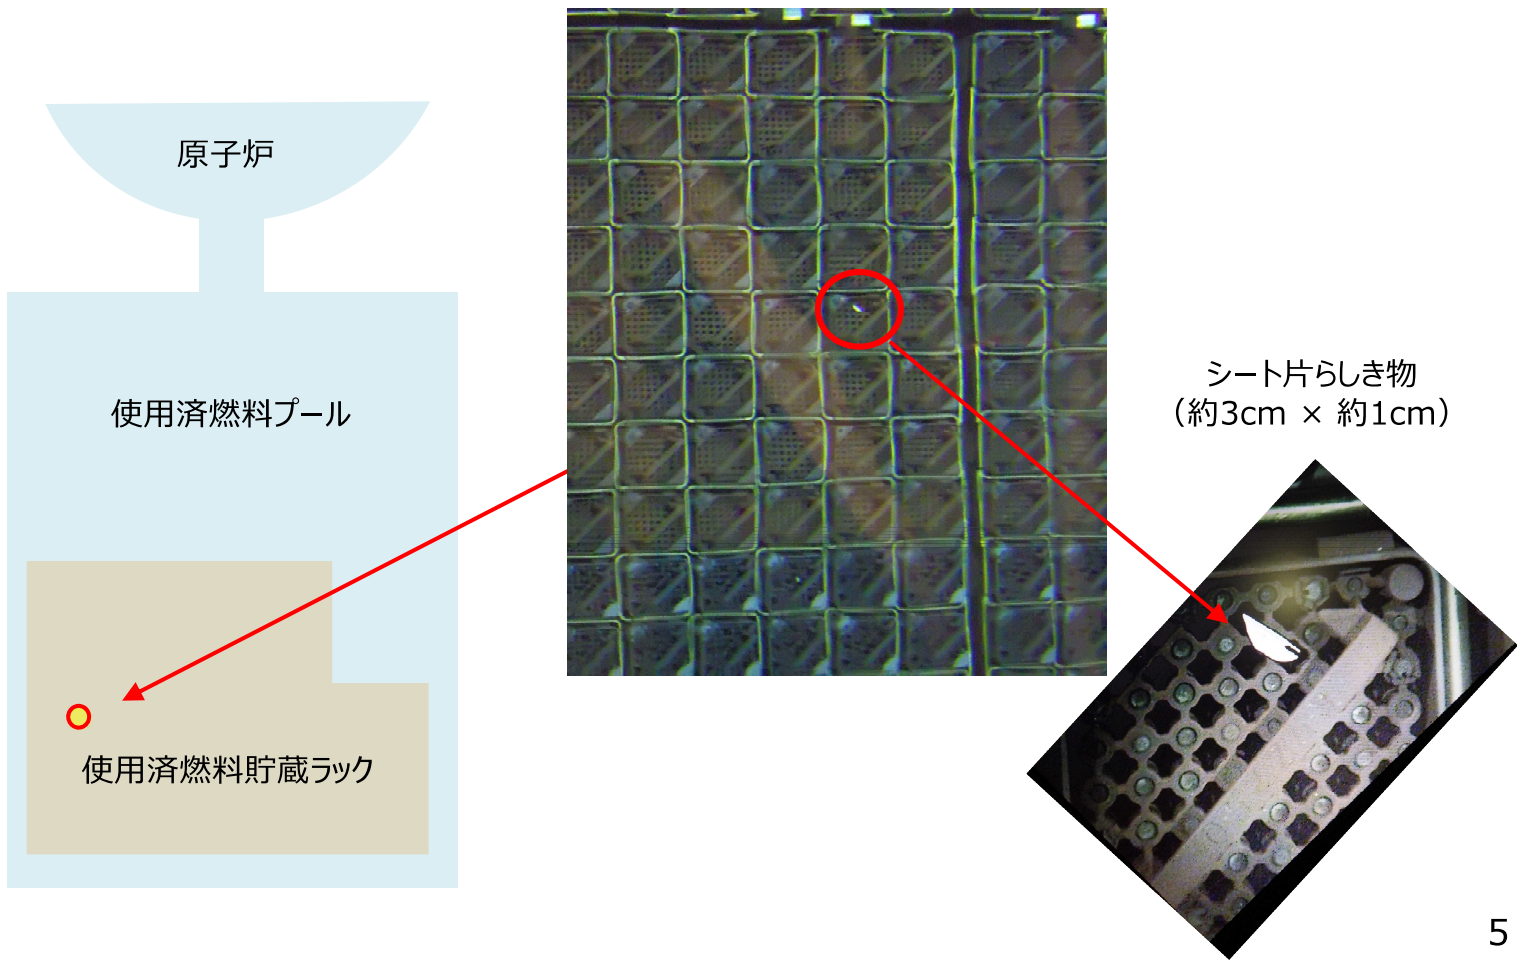 原子炉
使用済燃料プール
使用済燃料貯蔵ラック
シート片らしき物
（約3cm × 約1cm）
5